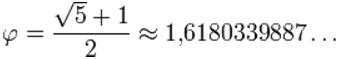 φ = (√5 + 1)/2 ≈ 1,6180339887…